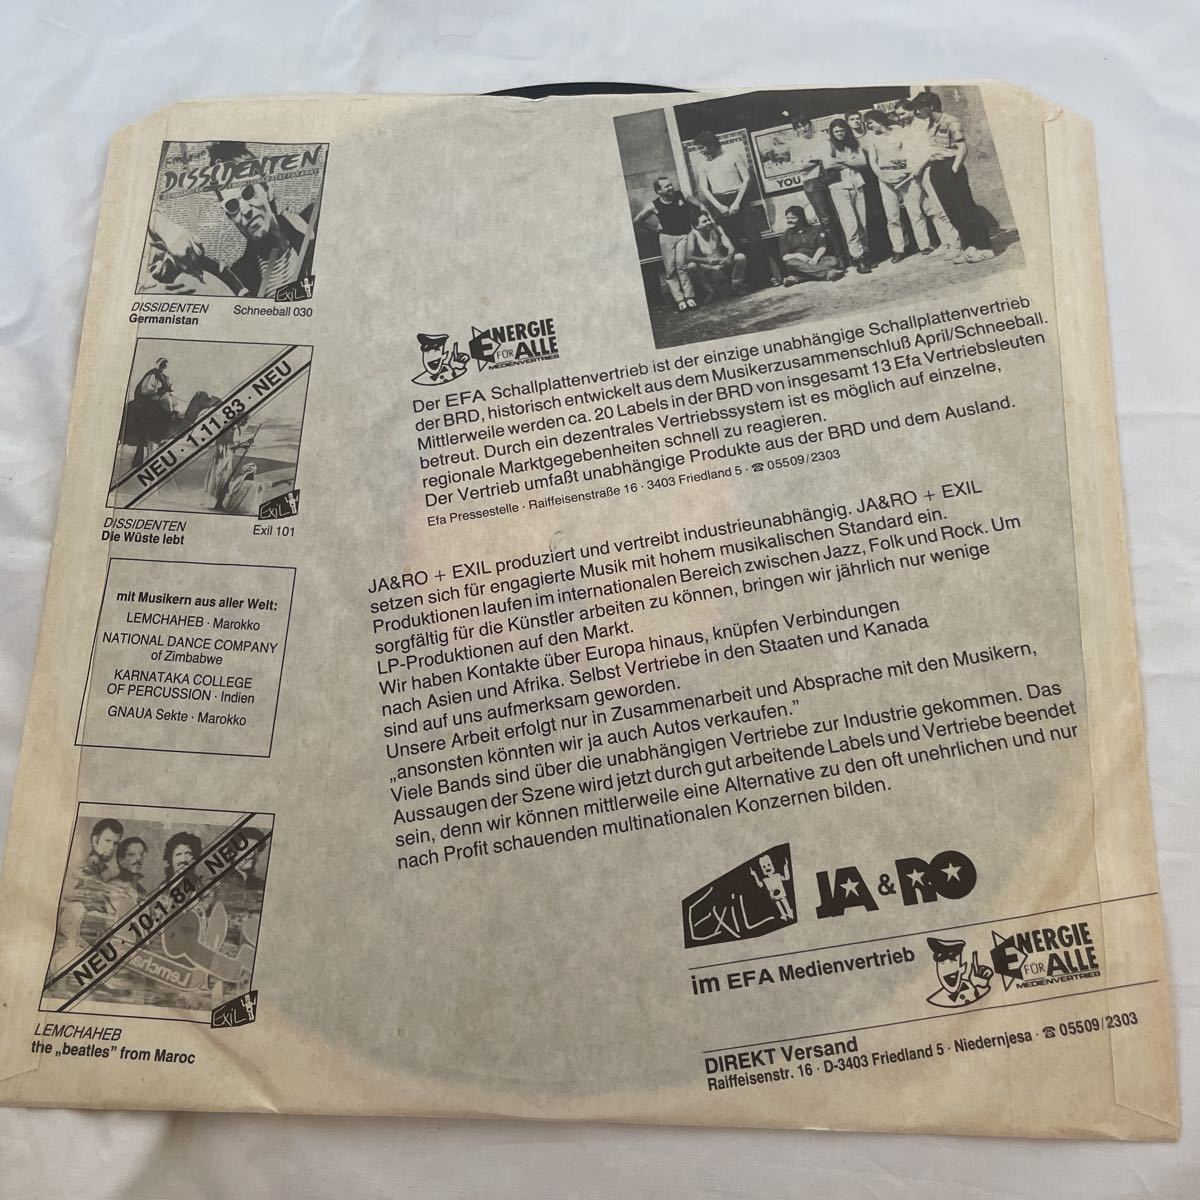 DISSIDENTEN
EXIL
DISSIDENTEN
Germanistan
Schneeball 030
NEU · 1.11.83 · NEU
EXIL
DISSIDENTEN
Die Wüste lebt
Exil 101
mit Musikern aus aller Welt:
LEMCHAHEB · Marokko
NATIONAL DANCE COMPANY
of Zimbabwe
KARNATAKA COLLEGE
OF PERCUSSION · Indien
GNAUA Sekte · Marokko
NEU · 10.1.84 · NEU
EXIL
LEMCHAHEB
the „beatles” from Maroc
YOU
ENERGIE
FÜR ALLE
MEDIENVERTRIEB
Der EFA Schallplattenvertrieb ist der einzige unabhängige Schallplattenvertrieb
der BRD, historisch entwickelt aus dem Musikerzusammenschluß April/Schneeball.
Mittlerweile werden ca. 20 Labels in der BRD von insgesamt 13 Efa Vertriebsleuten
betreut. Durch ein dezentrales Vertriebssystem ist es möglich auf einzelne,
regionale Marktgegebenheiten schnell zu reagieren.
Der Vertrieb umfaßt unabhängige Produkte aus der BRD und dem Ausland.
Efa Pressestelle · Raiffeisenstraße 16 · 3403 Friedland 5 · ☎ 05509/2303
JA&RO + EXIL produziert und vertreibt industrieunabhängig. JA&RO + EXIL
setzen sich für engagierte Musik mit hohem musikalischen Standard ein.
Produktionen laufen im internationalen Bereich zwischen Jazz, Folk und Rock. Um
sorgfältig für die Künstler arbeiten zu können, bringen wir jährlich nur wenige
LP-Produktionen auf den Markt.
Wir haben Kontakte über Europa hinaus, knüpfen Verbindungen
nach Asien und Afrika. Selbst Vertriebe in den Staaten und Kanada
sind auf uns aufmerksam geworden.
Unsere Arbeit erfolgt nur in Zusammenarbeit und Absprache mit den Musikern,
„ansonsten könnten wir ja auch Autos verkaufen.”
Viele Bands sind über die unabhängigen Vertriebe zur Industrie gekommen. Das
Aussaugen der Szene wird jetzt durch gut arbeitende Labels und Vertriebe beendet
sein, denn wir können mittlerweile eine Alternative zu den oft unehrlichen und nur
nach Profit schauenden multinationalen Konzernen bilden.
EXIL
JA & RO
im EFA Medienvertrieb
ENERGIE
FÜR ALLE
MEDIENVERTRIEB
DIREKT Versand
Raiffeisenstr. 16 · D-3403 Friedland 5 · Niedernjesa · ☎ 05509/2303